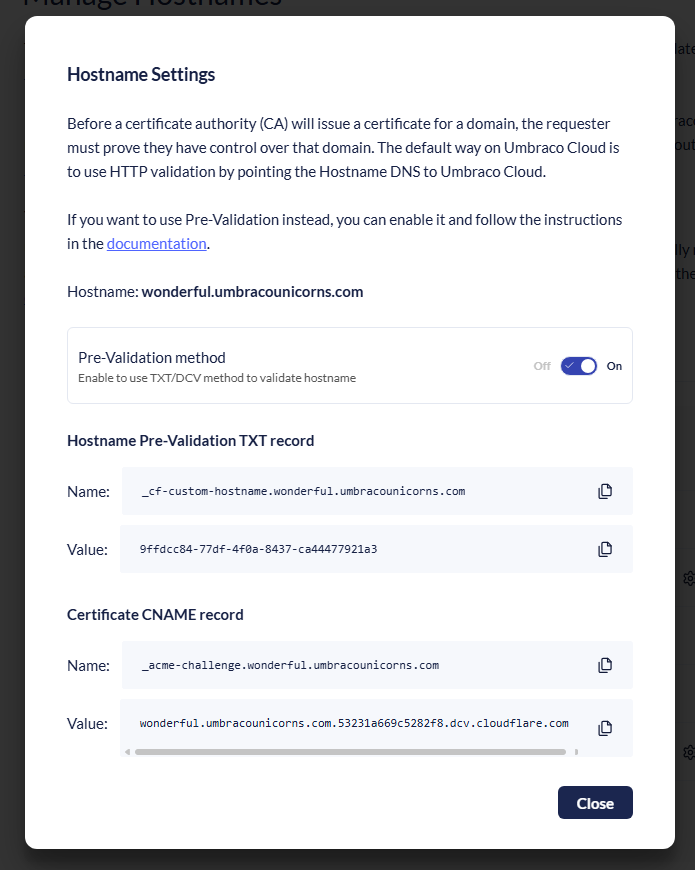 Manage Hostnames
Hostname Settings
Before a certificate authority (CA) will issue a certificate for a domain, the requester
must prove they have control over that domain. The default way on Umbraco Cloud is
to use HTTP validation by pointing the Hostname DNS to Umbraco Cloud.
If you want to use Pre-Validation instead, you can enable it and follow the instructions
in the documentation.
Hostname: wonderful.umbracounicorns.com
Pre-Validation method
Enable to use TXT/DCV method to validate hostname
Off
On
Hostname Pre-Validation TXT record
Name: _cf-custom-hostname.wonderful.umbracounicorns.com
Value: 9ffdcc84-77df-4f0a-8437-ca44477921a3
Certificate CNAME record
Name: _acme-challenge.wonderful.umbracounicorns.com
Value: wonderful.umbracounicorns.com.53231a669c5282f8.dcv.cloudflare.com
Close